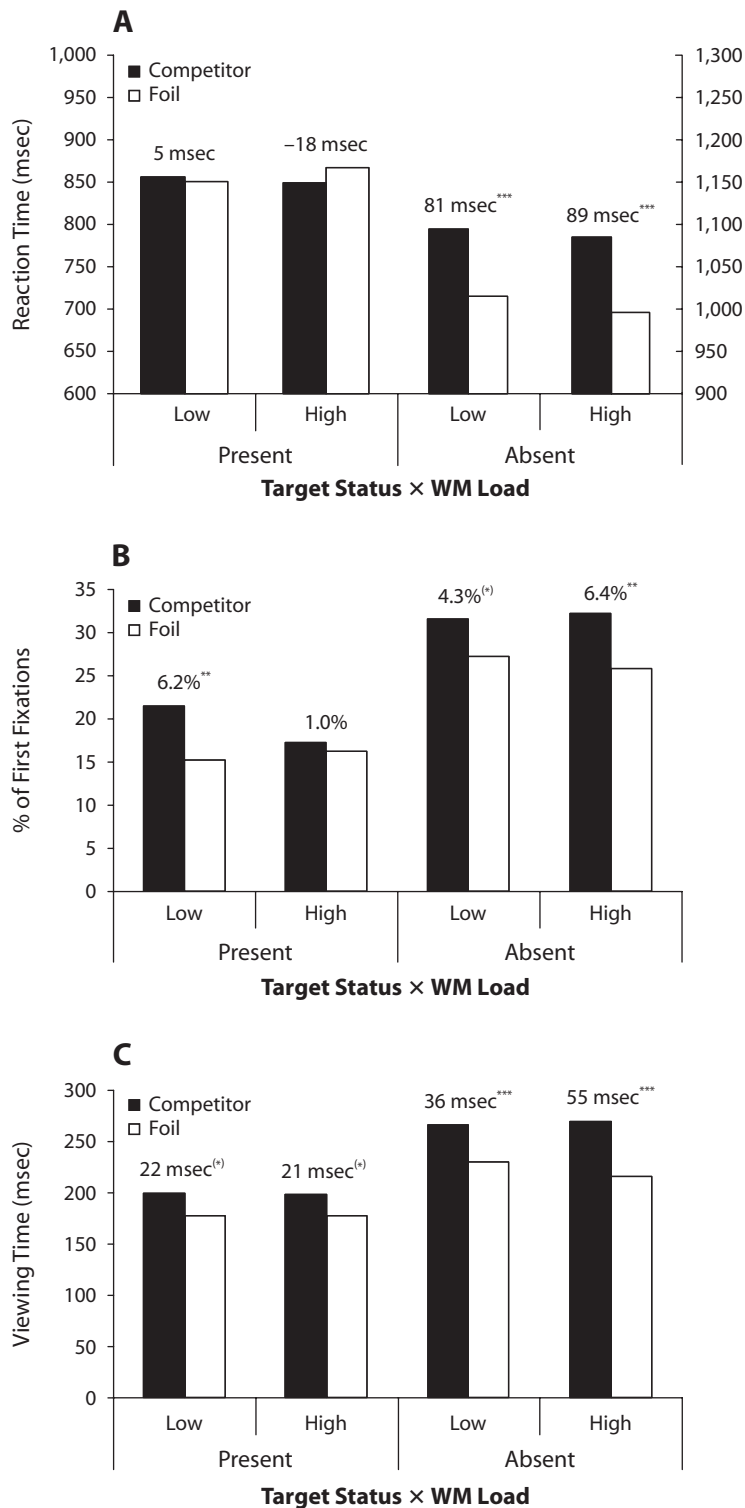 A
1,000
950
900
850
800
750
700
650
600
Reaction Time (msec)
1,300
1,250
1,200
1,150
1,100
1,050
1,000
950
900
Competitor
Foil
5 msec
–18 msec
81 msec***
89 msec***
Low High Low High
Present Absent
Target Status × WM Load
B
35
30
25
20
15
10
5
0
% of First Fixations
Competitor
Foil
6.2%**
1.0%
4.3%(*)
6.4%**
Low High Low High
Present Absent
Target Status × WM Load
C
300
250
200
150
100
50
0
Viewing Time (msec)
Competitor
Foil
22 msec(*)
21 msec(*)
36 msec***
55 msec***
Low High Low High
Present Absent
Target Status × WM Load